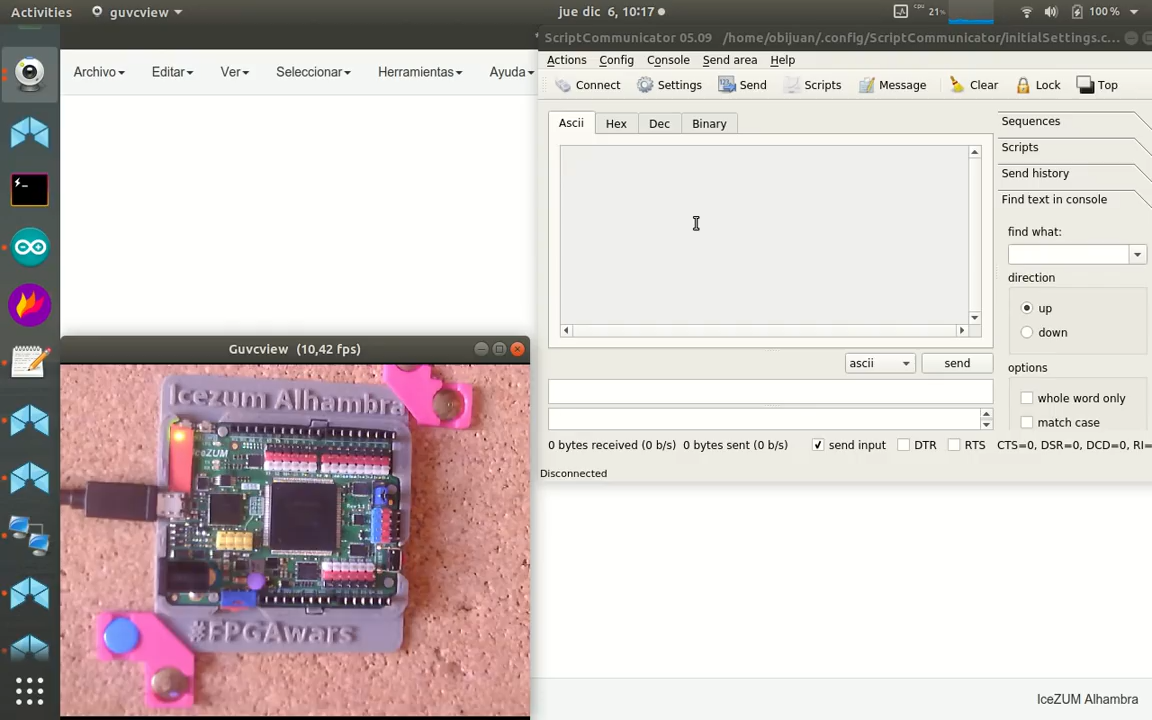 Activities
guvcview
jue dic 6, 10:17
CPU
21%
100 %
ScriptCommunicator 05.09 /home/obijuan/.config/ScriptCommunicator/initialSettings.c...
Archivo Editar Ver Seleccionar Herramientas Ayuda
Actions Config Console Send area Help
Connect Settings Send Scripts Message Clear Lock Top
Ascii Hex Dec Binary
Sequences
Scripts
Send history
Find text in console
find what:
direction
up
down
options
whole word only
match case
ascii
send
0 bytes received (0 b/s) 0 bytes sent (0 b/s) send input DTR RTS CTS=0, DSR=0, DCD=0, RI=
Disconnected
Guvcview (10,42 fps)
Icezum Alhambra
IceZUM
#FPGAwars
IceZUM Alhambra